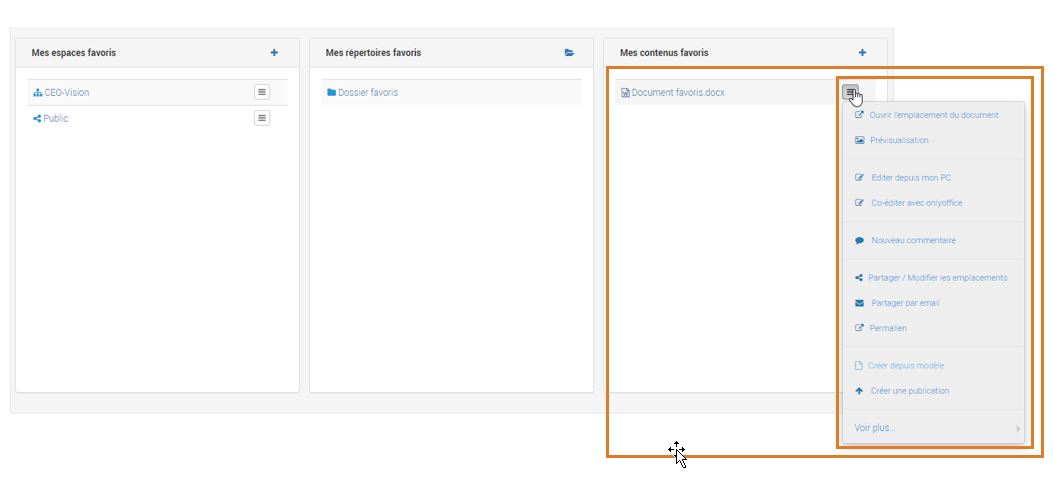 Mes espaces favoris
CEO-Vision
Public
Mes répertoires favoris
Dossier favoris
Mes contenus favoris
Document favoris.docx
Ouvrir l'emplacement du document
Prévisualisation
Editer depuis mon PC
Co-éditer avec onlyoffice
Nouveau commentaire
Partager / Modifier les emplacements
Partager par email
Permalien
Créer depuis modèle
Créer une publication
Voir plus...